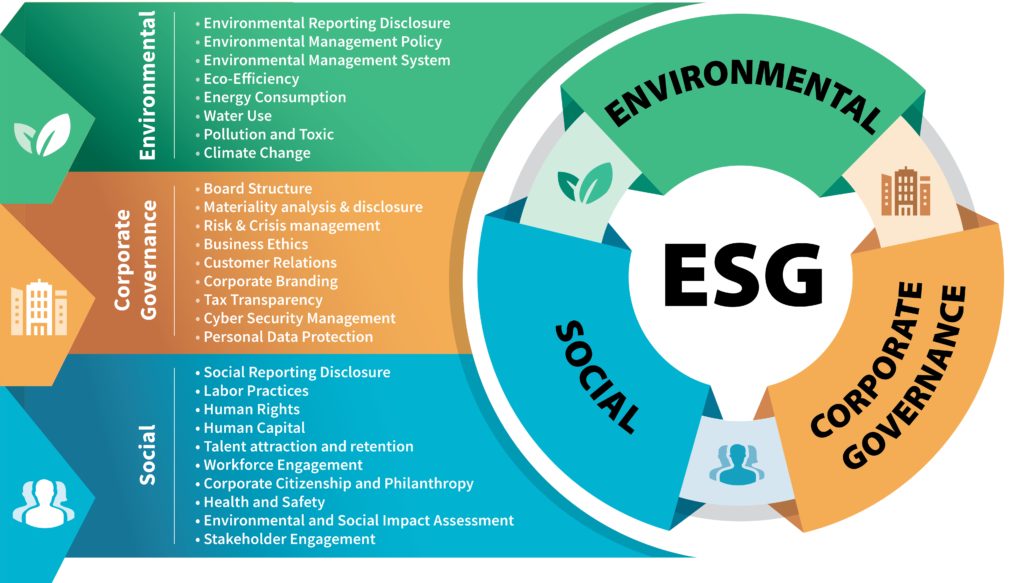 Environmental
• Environmental Reporting Disclosure
• Environmental Management Policy
• Environmental Management System
• Eco-Efficiency
• Energy Consumption
• Water Use
• Pollution and Toxic
• Climate Change
Corporate
Governance
• Board Structure
• Materiality analysis & disclosure
• Risk & Crisis management
• Business Ethics
• Customer Relations
• Corporate Branding
• Tax Transparency
• Cyber Security Management
• Personal Data Protection
Social
• Social Reporting Disclosure
• Labor Practices
• Human Rights
• Human Capital
• Talent attraction and retention
• Workforce Engagement
• Corporate Citizenship and Philanthropy
• Health and Safety
• Environmental and Social Impact Assessment
• Stakeholder Engagement
ENVIRONMENTAL
ESG
SOCIAL
CORPORATE
GOVERNANCE